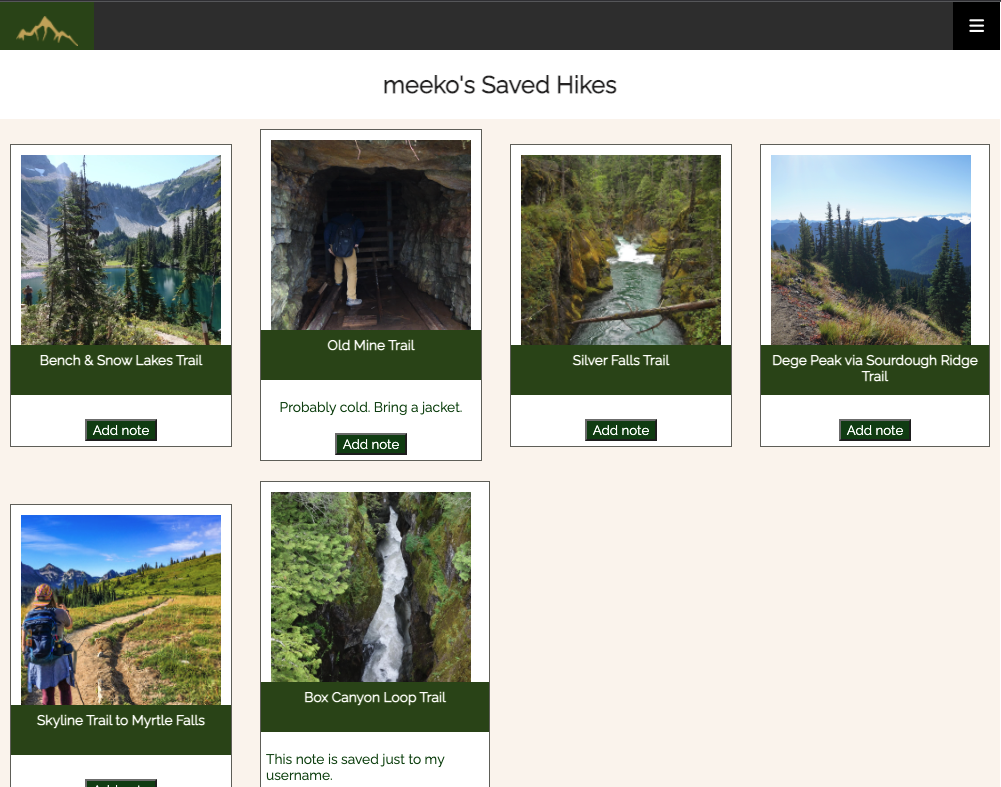 meeko's Saved Hikes
Bench & Snow Lakes Trail
Add note
Old Mine Trail
Probably cold. Bring a jacket.
Add note
Silver Falls Trail
Add note
Dege Peak via Sourdough Ridge
Trail
Add note
Skyline Trail to Myrtle Falls
Add note
Box Canyon Loop Trail
This note is saved just to my
username.